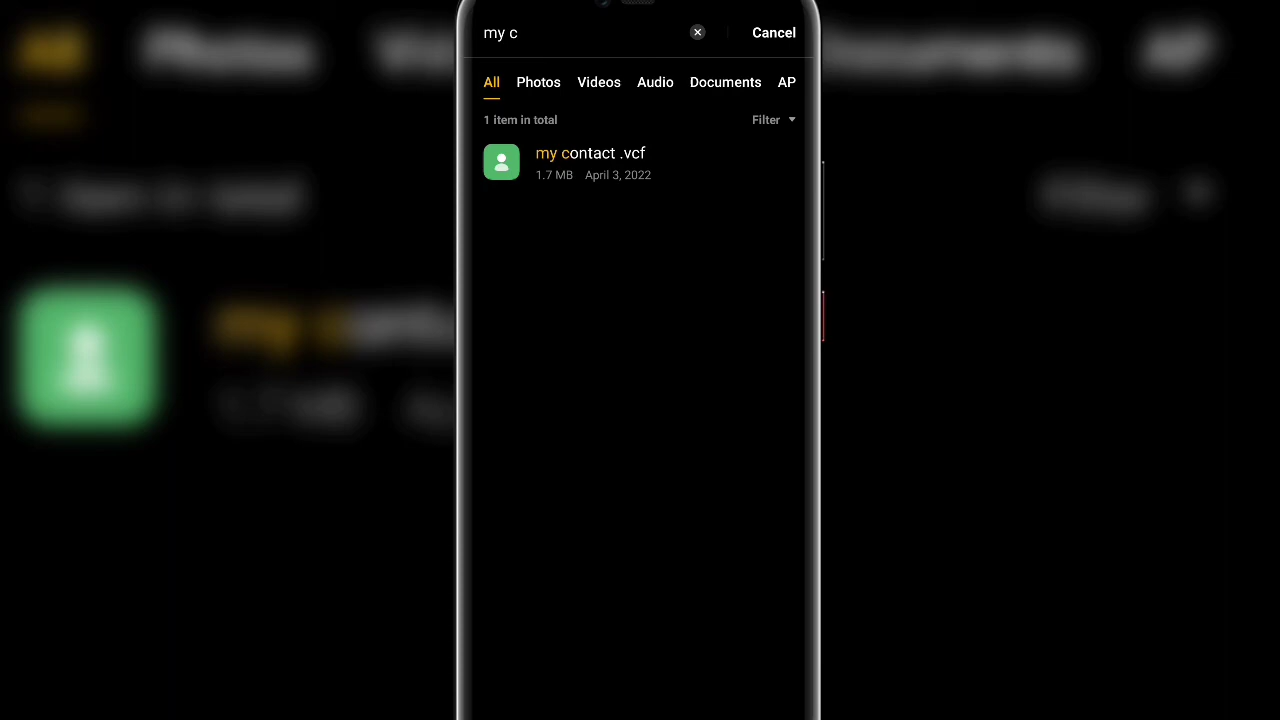 my c
Cancel
All Photos Videos Audio Documents AP
1 item in total
Filter
my contact .vcf
1.7 MB April 3, 2022